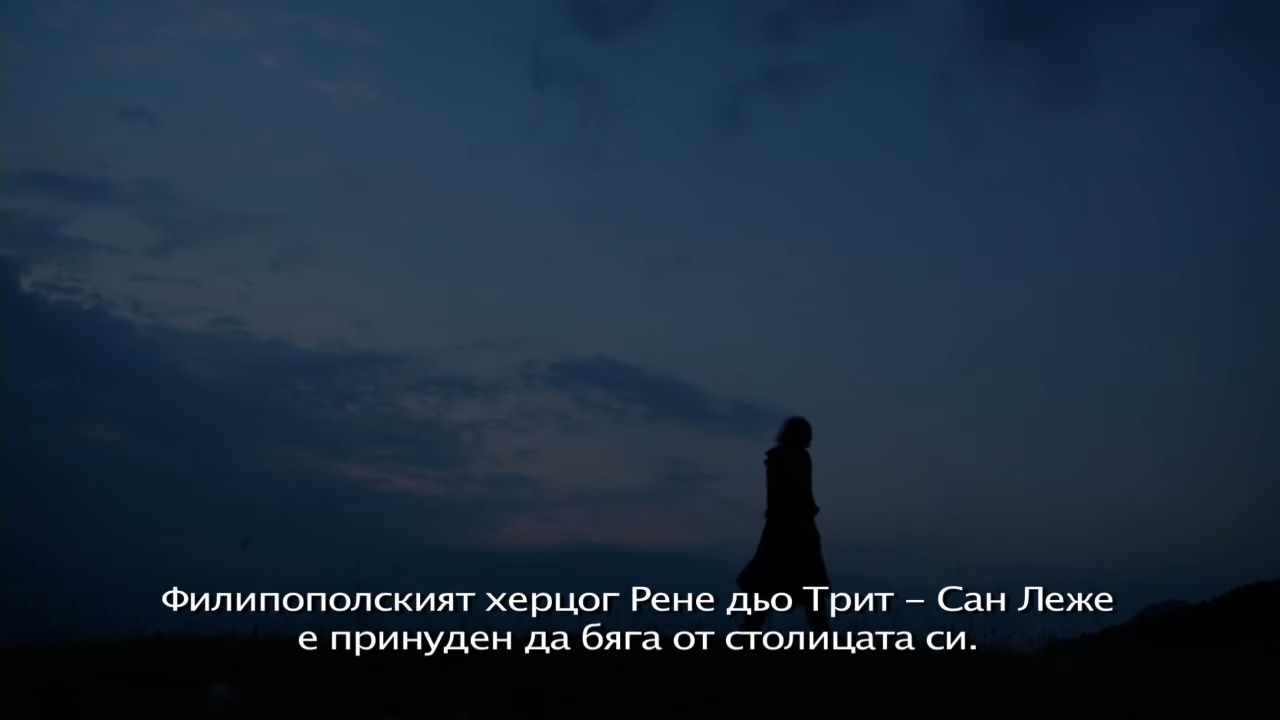 Филипополският херцог Рене дьо Трит – Сан Леже
е принуден да бяга от столицата си.